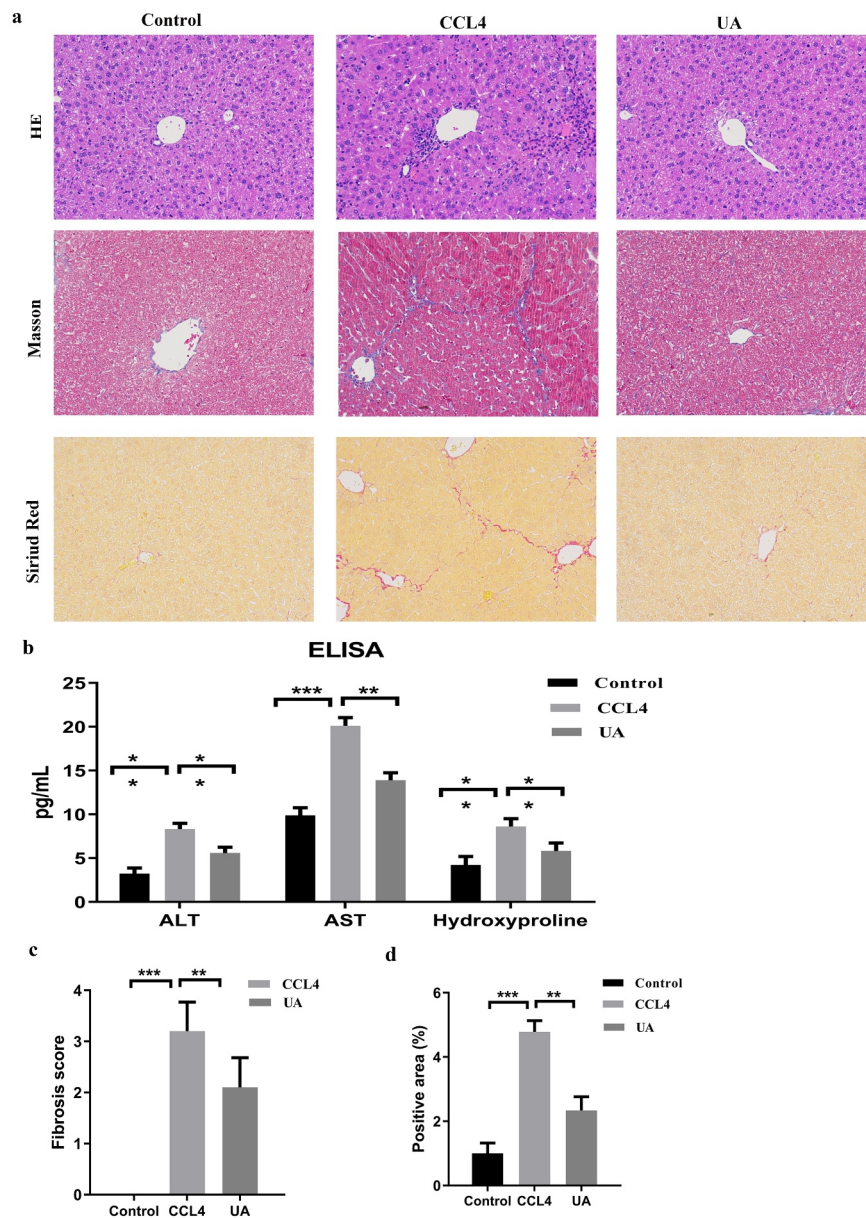 a
Control CCL4 UA
HE
Masson
Siriud Red
b
ELISA
pg/mL
25
20
15
10
5
0
*** **
* * * *
* * * *
* * * *
* * * *
Control
CCL4
UA
ALT AST Hydroxyproline
c
Fibrosis score
4
3
2
1
0
*** **
CCL4
UA
Control CCL4 UA
d
Positive area (%)
6
4
2
0
*** **
Control
CCL4
UA
Control CCL4 UA